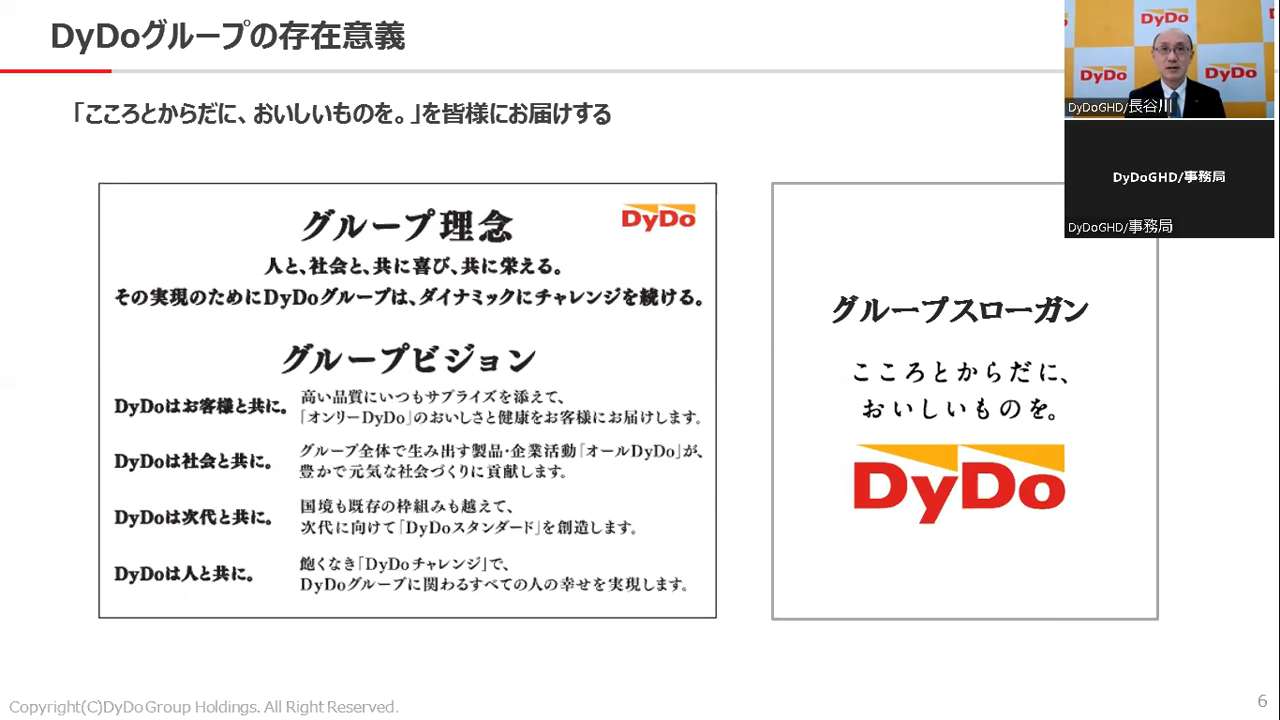 DyDoグループの存在意義
「こころとからだに、おいしいものを。」を皆様にお届けする
グループ理念
DyDo
人と、社会と、共に喜び、共に栄える。
その実現のためにDyDoグループは、ダイナミックにチャレンジを続ける。
グループビジョン
DyDoはお客様と共に。
高い品質にいつもサプライズを添えて、
「オンリーDyDo」のおいしさと健康をお客様にお届けします。
DyDoは社会と共に。
グループ全体で生み出す製品・企業活動「オールDyDo」が、
豊かで元気な社会づくりに貢献します。
DyDoは次代と共に。
国境も既存の枠組みも越えて、
次代に向けて「DyDoスタンダード」を創造します。
DyDoは人と共に。
飽くなき「DyDoチャレンジ」で、
DyDoグループに関わるすべての人の幸せを実現します。
グループスローガン
こころとからだに、
おいしいものを。
DyDo
DyDo
DyDo
DyDo
DyDoGHD/長谷川
DyDoGHD/事務局
DyDoGHD/事務局
Copyright(C)DyDo Group Holdings. All Right Reserved.
6